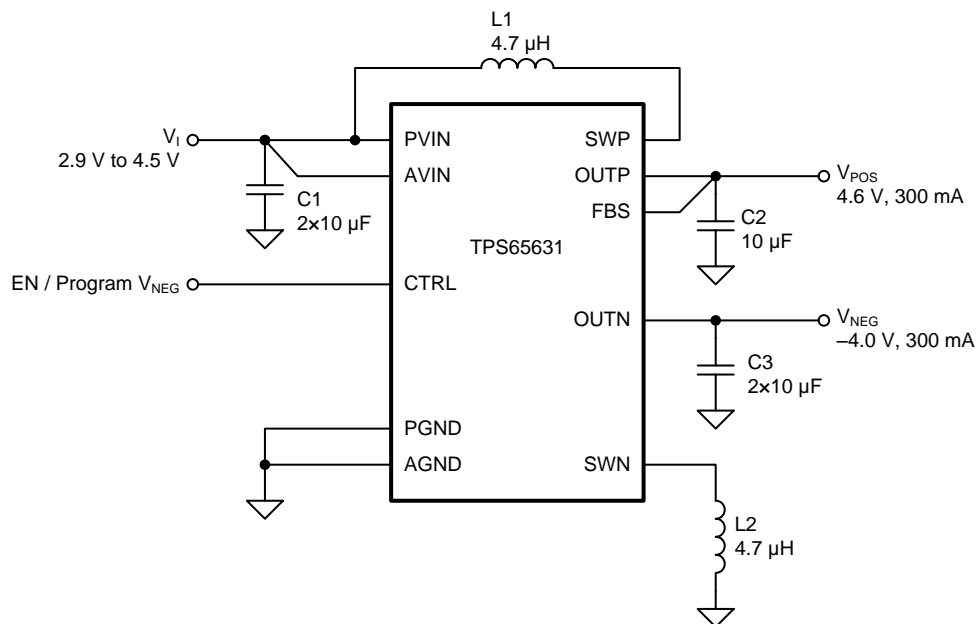 L1
4.7 µH
VI
2.9 V to 4.5 V
PVIN
SWP
AVIN
OUTP
VPOS
4.6 V, 300 mA
C1
2×10 µF
FBS
C2
10 µF
TPS65631
EN / Program VNEG
CTRL
OUTN
VNEG
–4.0 V, 300 mA
C3
2×10 µF
PGND
AGND
SWN
L2
4.7 µH